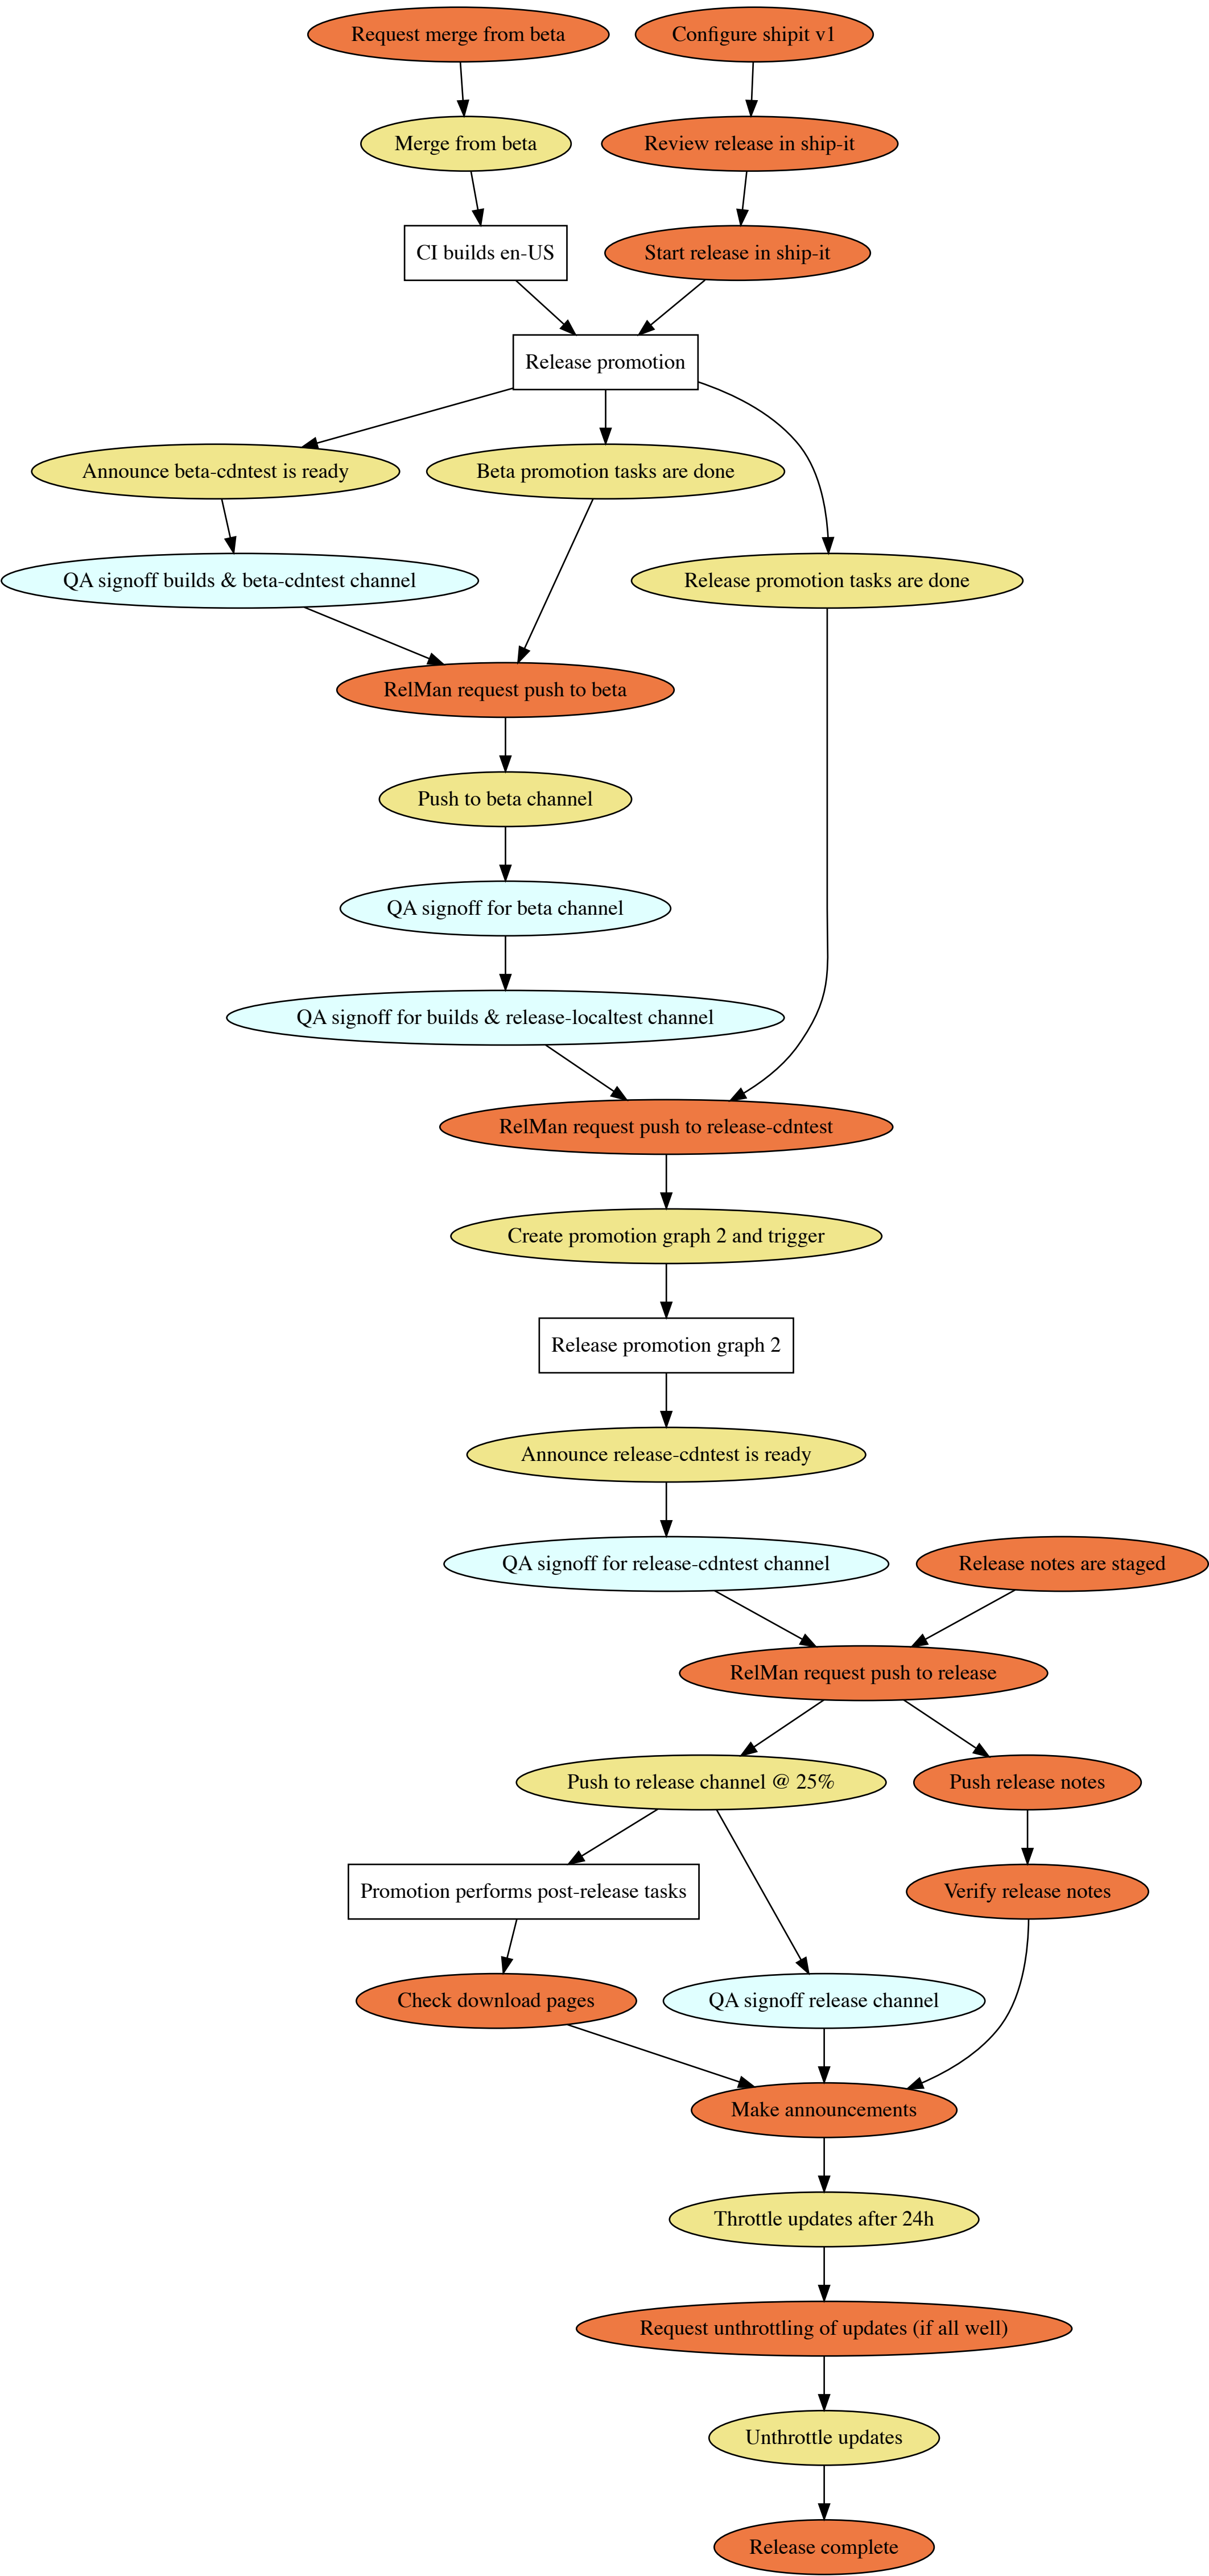 Request merge from beta
Configure shipit v1
Merge from beta
Review release in ship-it
CI builds en-US
Start release in ship-it
Release promotion
Announce beta-cdntest is ready
Beta promotion tasks are done
QA signoff builds & beta-cdntest channel
Release promotion tasks are done
RelMan request push to beta
Push to beta channel
QA signoff for beta channel
QA signoff for builds & release-localtest channel
RelMan request push to release-cdntest
Create promotion graph 2 and trigger
Release promotion graph 2
Announce release-cdntest is ready
QA signoff for release-cdntest channel
Release notes are staged
RelMan request push to release
Push to release channel @ 25%
Push release notes
Promotion performs post-release tasks
Verify release notes
Check download pages
QA signoff release channel
Make announcements
Throttle updates after 24h
Request unthrottling of updates (if all well)
Unthrottle updates
Release complete